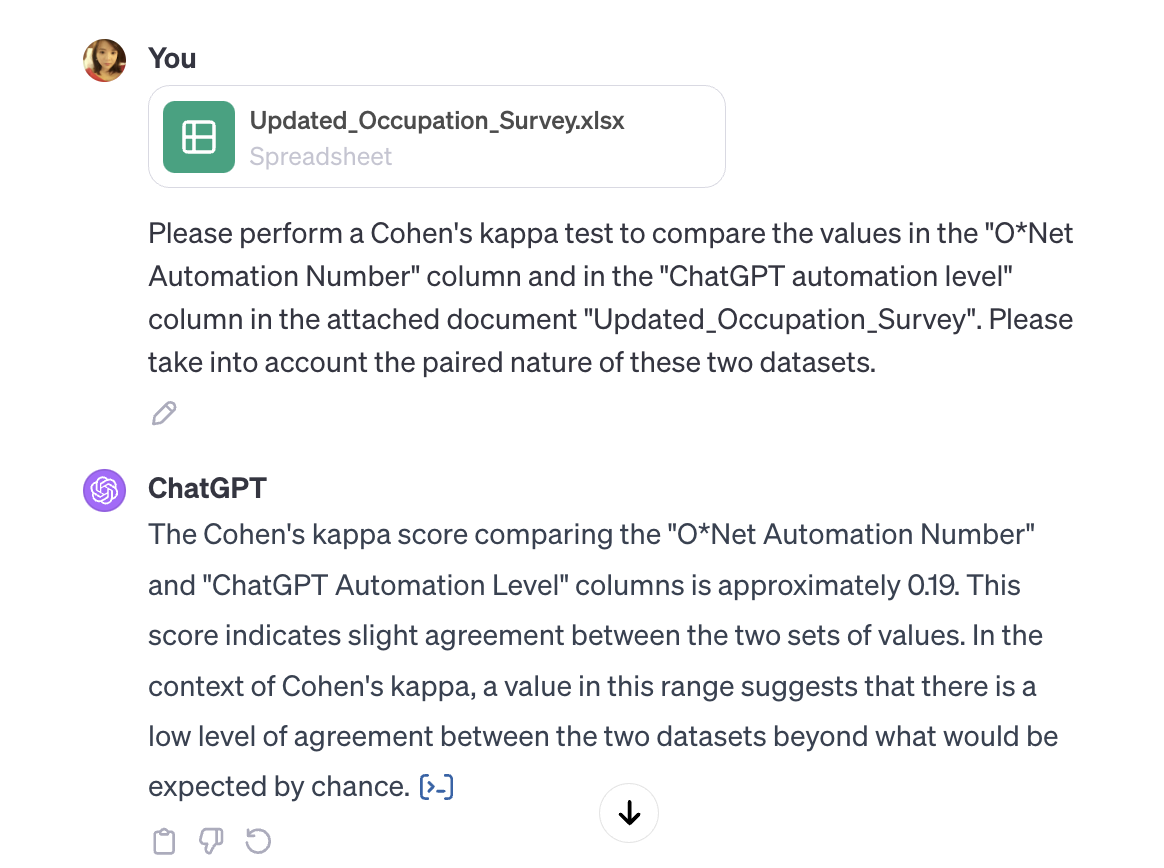 You
Updated_Occupation_Survey.xlsx
Spreadsheet
Please perform a Cohen's kappa test to compare the values in the "O*Net
Automation Number" column and in the "ChatGPT automation level"
column in the attached document "Updated_Occupation_Survey". Please
take into account the paired nature of these two datasets.
ChatGPT
The Cohen's kappa score comparing the "O*Net Automation Number"
and "ChatGPT Automation Level" columns is approximately 0.19. This
score indicates slight agreement between the two sets of values. In the
context of Cohen's kappa, a value in this range suggests that there is a
low level of agreement between the two datasets beyond what would be
expected by chance. [>-]